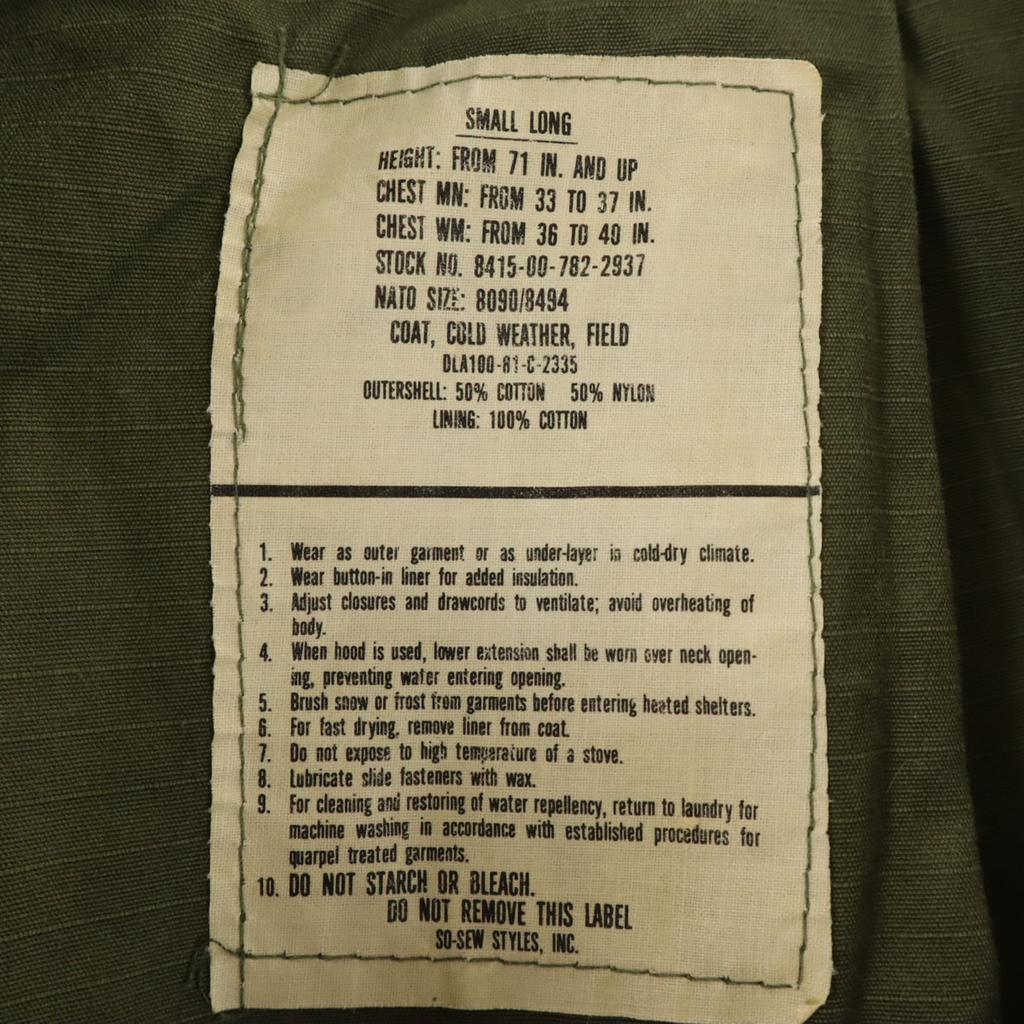 SMALL LONG
HEIGHT: FROM 71 IN. AND UP
CHEST MN: FROM 33 TO 37 IN.
CHEST WM: FROM 36 TO 40 IN.
STOCK NO. 8415-00-782-2937
NATO SIZE: 8090/8494
COAT, COLD WEATHER, FIELD
DLA100-81-C-2335
OUTERSHELL: 50% COTTON 50% NYLON
LINING: 100% COTTON
1. Wear as outer garment or as under-layer in cold-dry climate.
2. Wear button-in liner for added insulation.
3. Adjust closures and drawcords to ventilate; avoid overheating of
body.
4. When hood is used, lower extension shall be worn over neck open-
ing, preventing water entering opening.
5. Brush snow or frost from garments before entering heated shelters.
6. For fast drying, remove liner from coat.
7. Do not expose to high temperature of a stove.
8. Lubricate slide fasteners with wax.
9. For cleaning and restoring of water repellency, return to laundry for
machine washing in accordance with established procedures for
quarpel treated garments.
10. DO NOT STARCH OR BLEACH.
DO NOT REMOVE THIS LABEL
SO-SEW STYLES, INC.